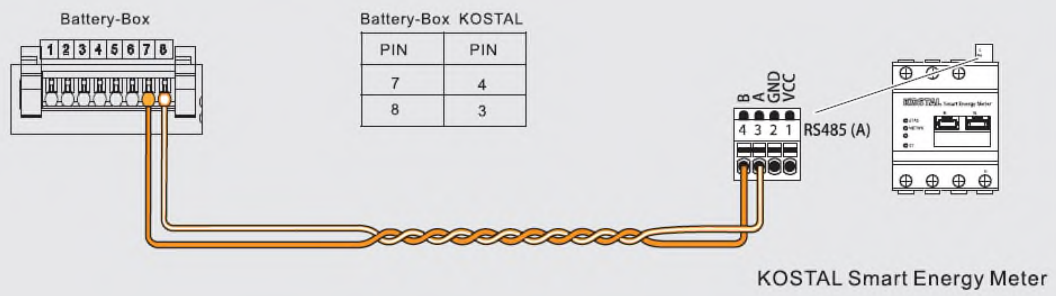 Battery-Box
1 2 3 4 5 6 7 8
Battery-Box KOSTAL
PIN PIN
7 4
8 3
B A GND VCC
4 3 2 1 RS485 (A)
KOSTAL Smart Energy Meter
KOSTAL Smart Energy Meter